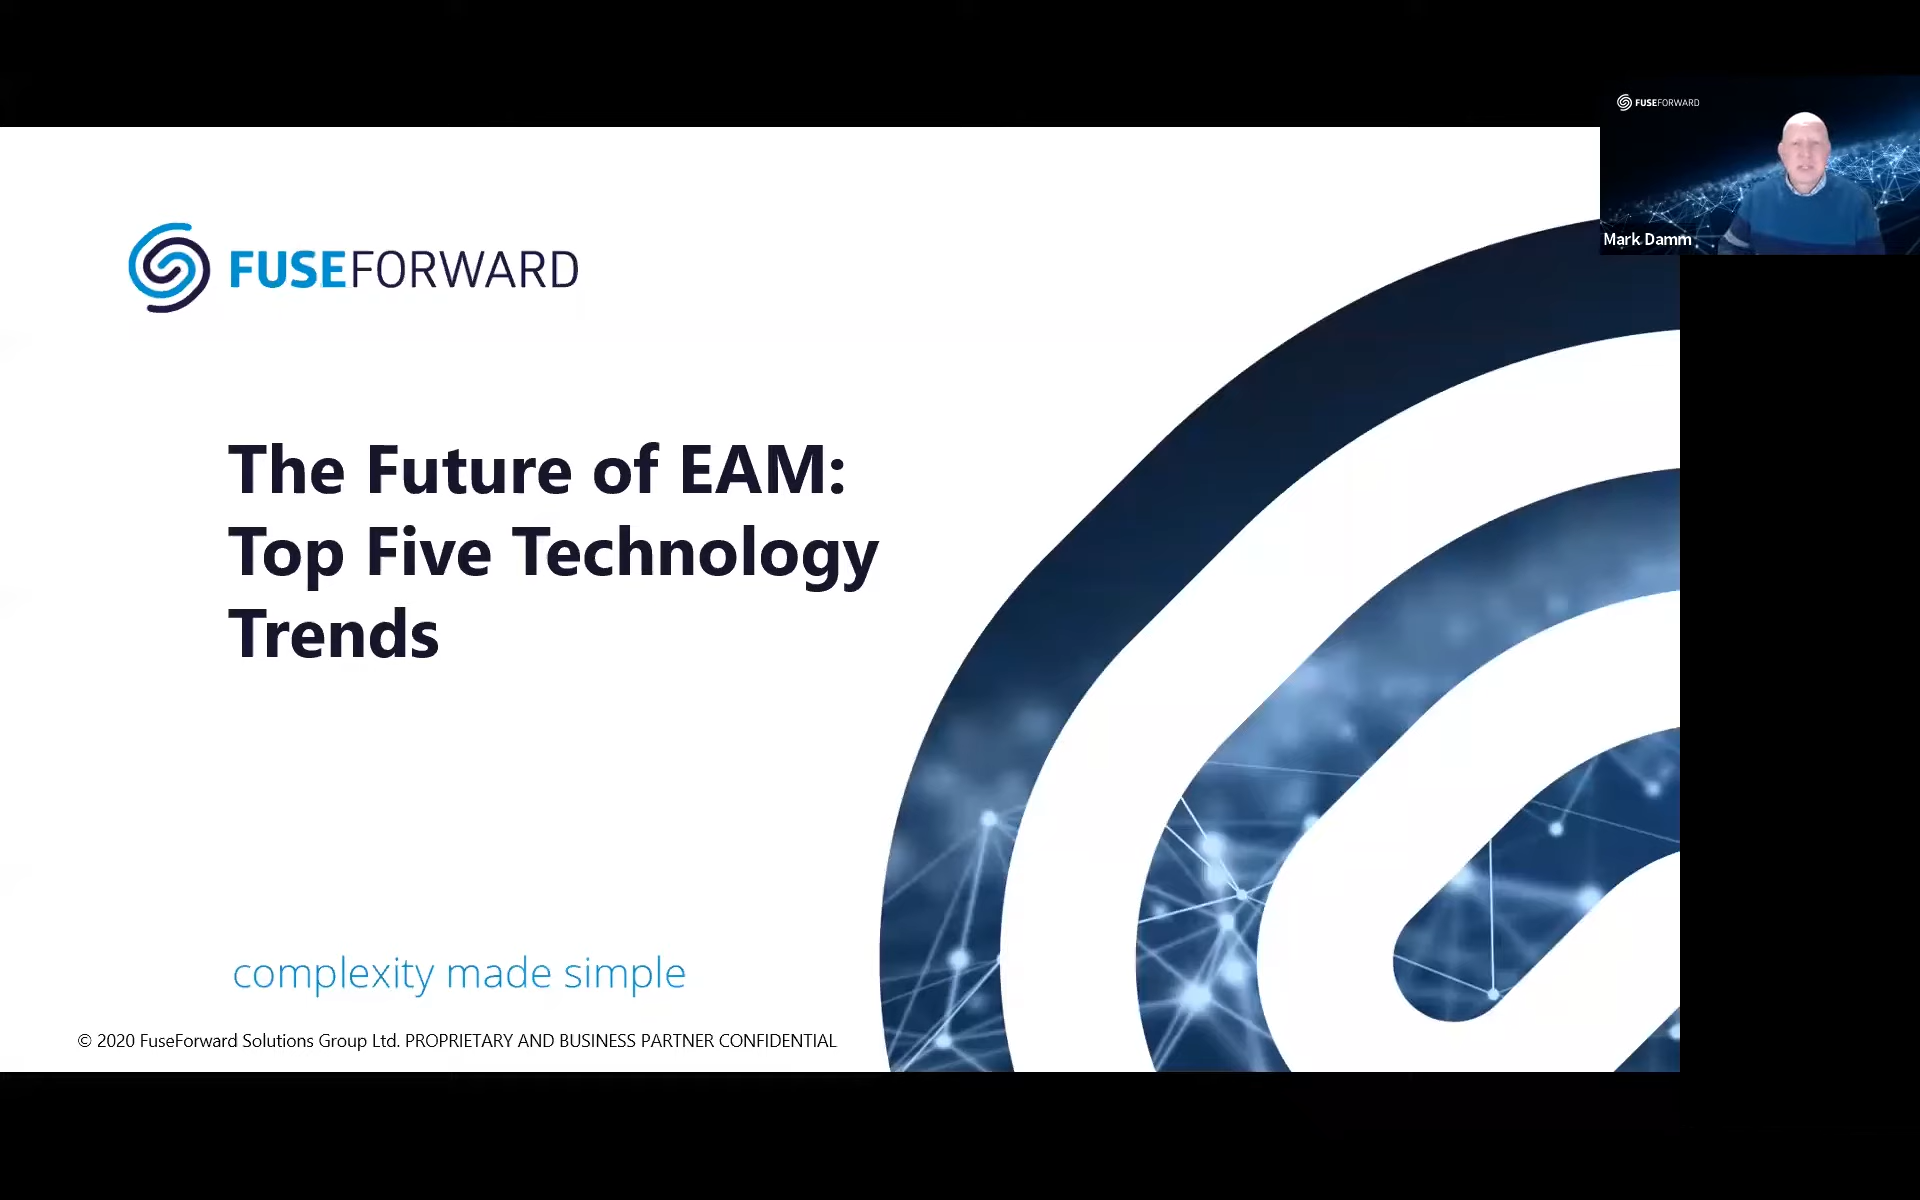 FUSEFORWARD
Mark Damm
FUSEFORWARD
The Future of EAM:
Top Five Technology
Trends
complexity made simple
© 2020 FuseForward Solutions Group Ltd. PROPRIETARY AND BUSINESS PARTNER CONFIDENTIAL